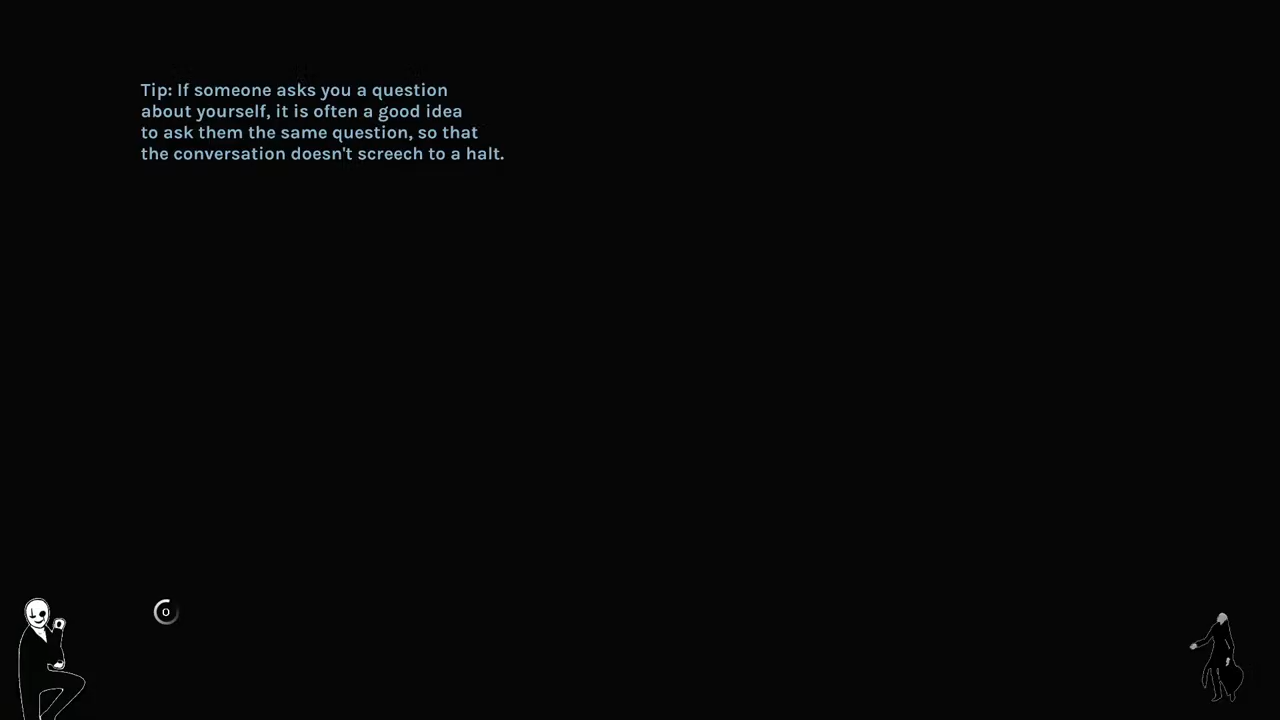 Tip: If someone asks you a question
about yourself, it is often a good idea
to ask them the same question, so that
the conversation doesn't screech to a halt.
O